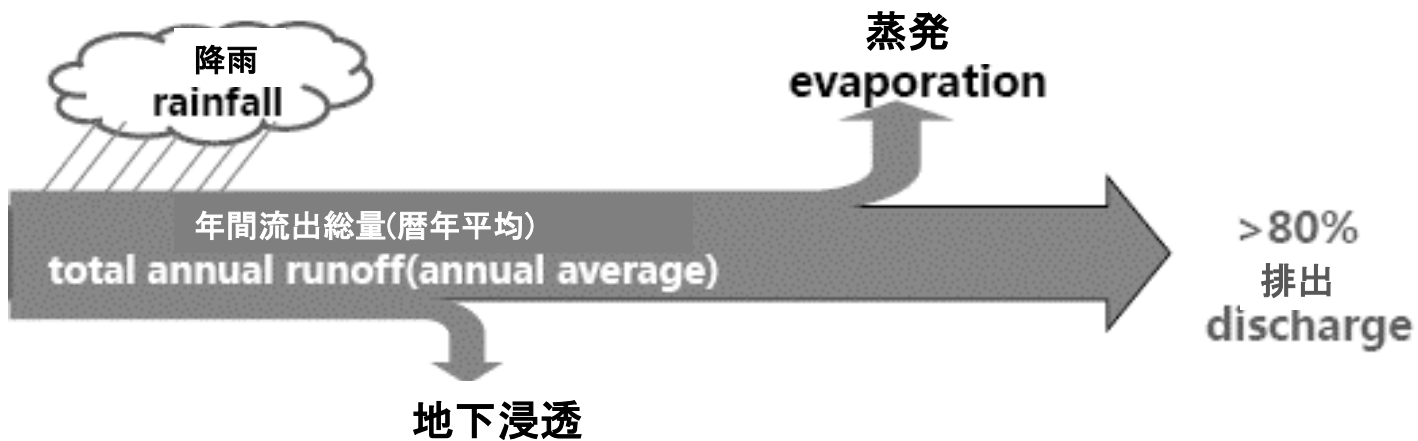 降雨
rainfall
蒸発
evaporation
年間流出総量(暦年平均)
total annual runoff(annual average)
>80%
排出
discharge
地下浸透